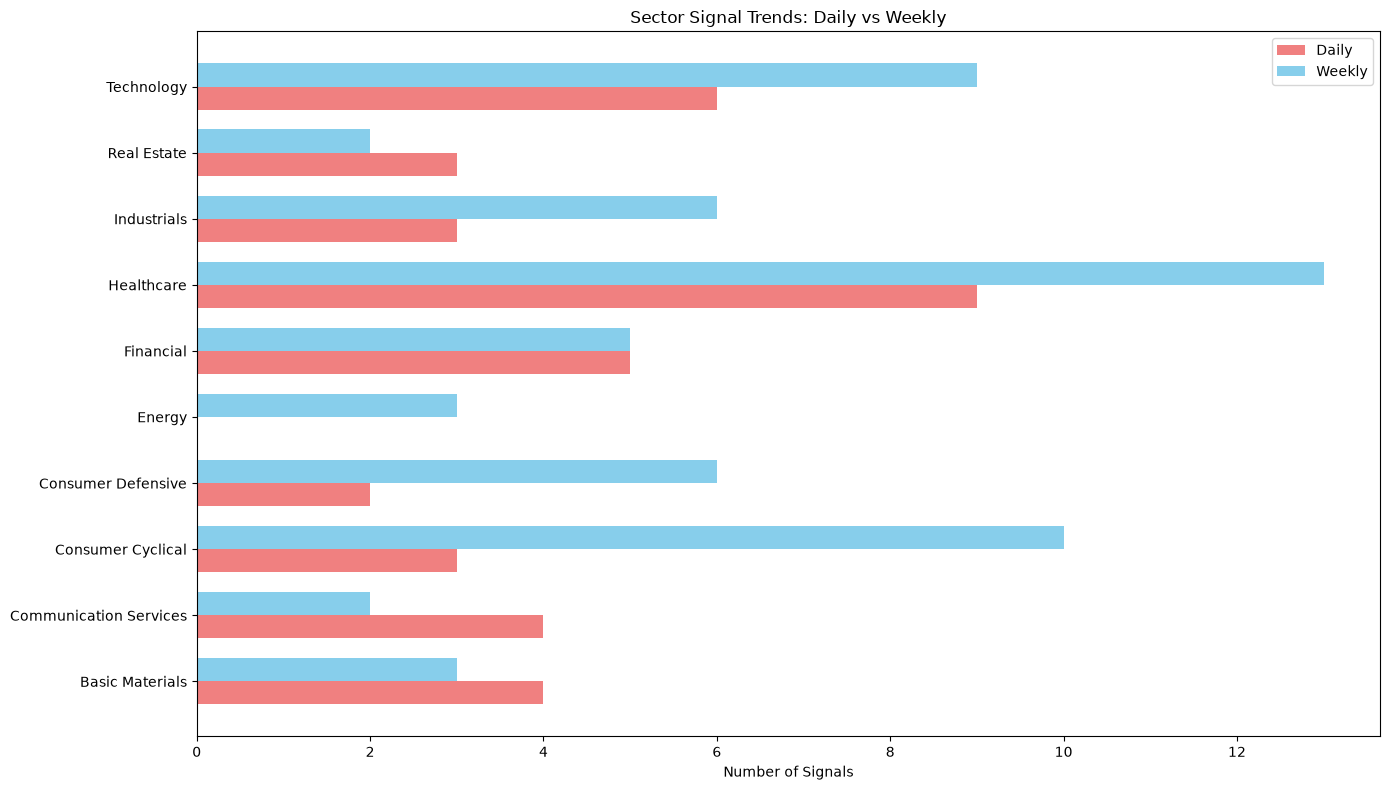 Sector Signal Trends: Daily vs Weekly
Daily
Weekly
Technology
Real Estate
Industrials
Healthcare
Financial
Energy
Consumer Defensive
Consumer Cyclical
Communication Services
Basic Materials
0 2 4 6 8 10 12
Number of Signals